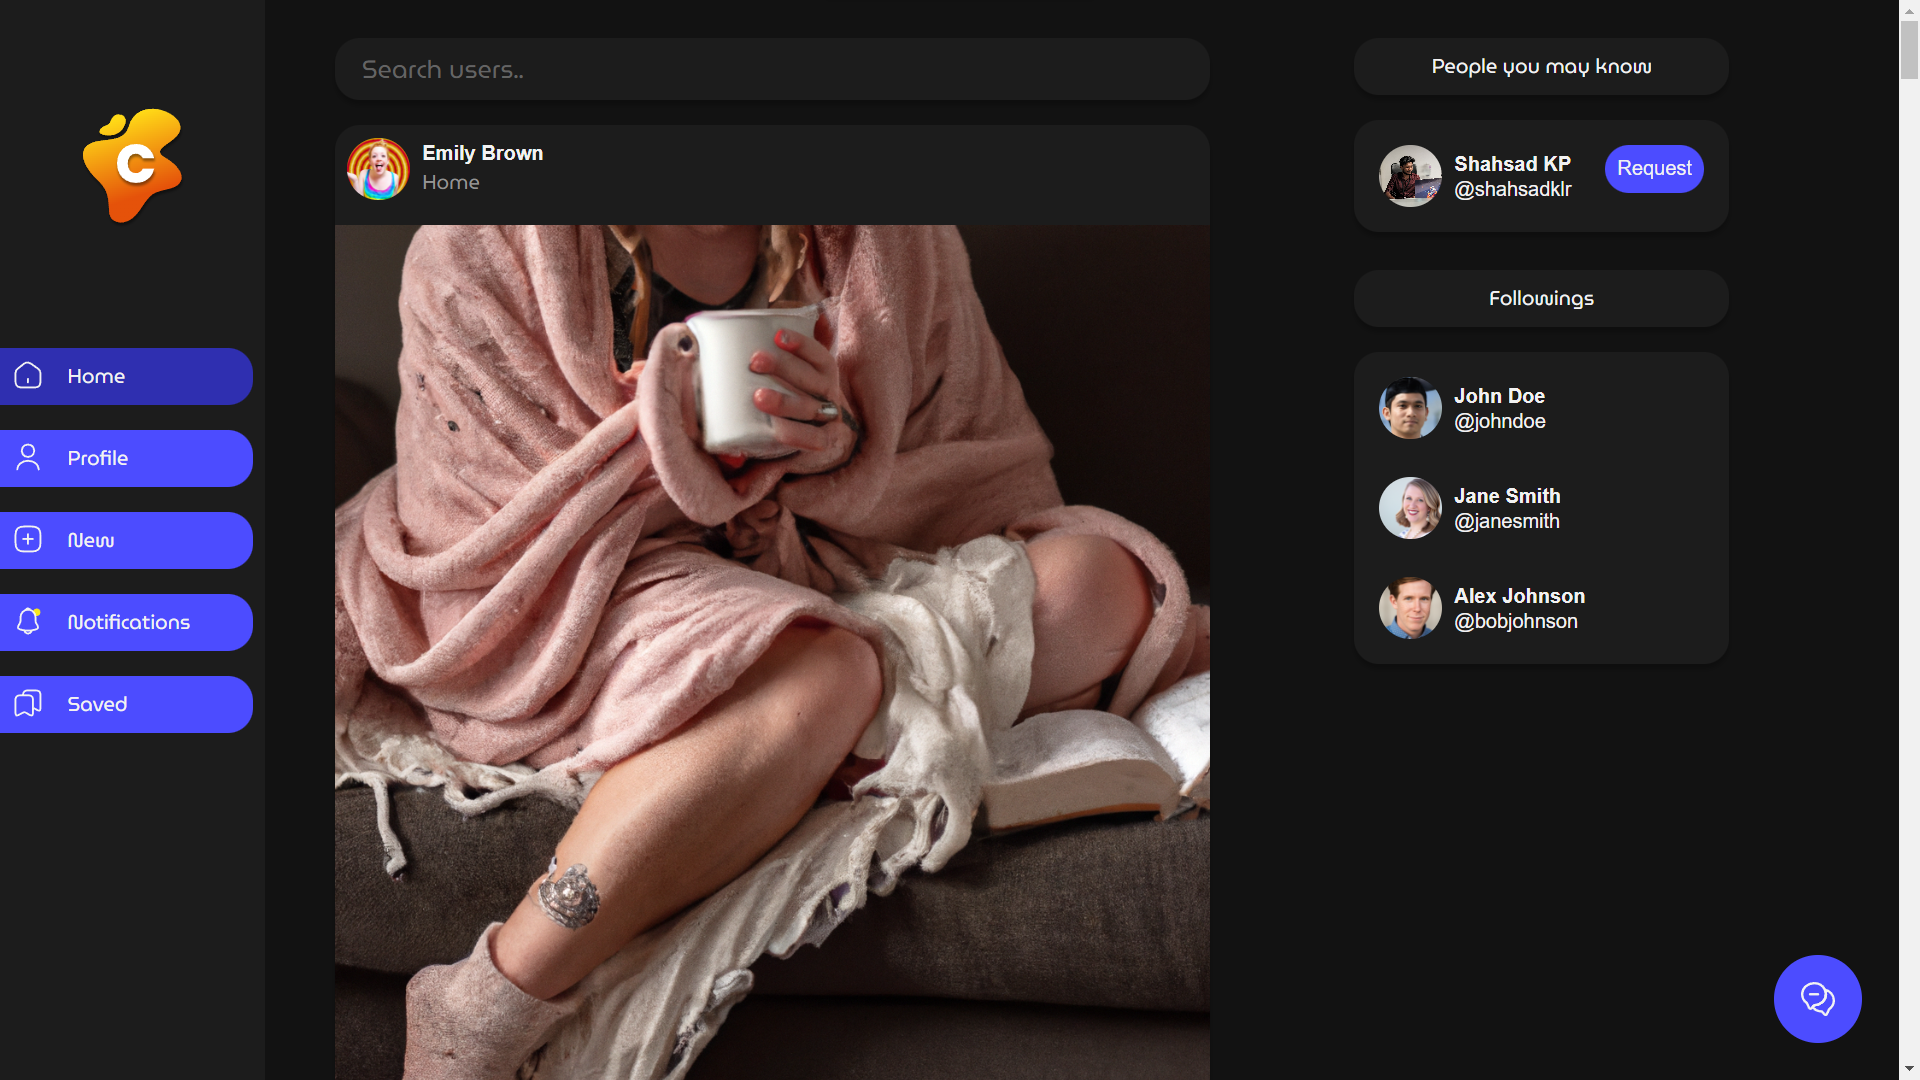 C
Home
Profile
New
Notifications
Saved
Search users..
Emily Brown
Home
People you may know
Shahsad KP
@shahsadklr
Request
Followings
John Doe
@johndoe
Jane Smith
@janesmith
Alex Johnson
@bobjohnson